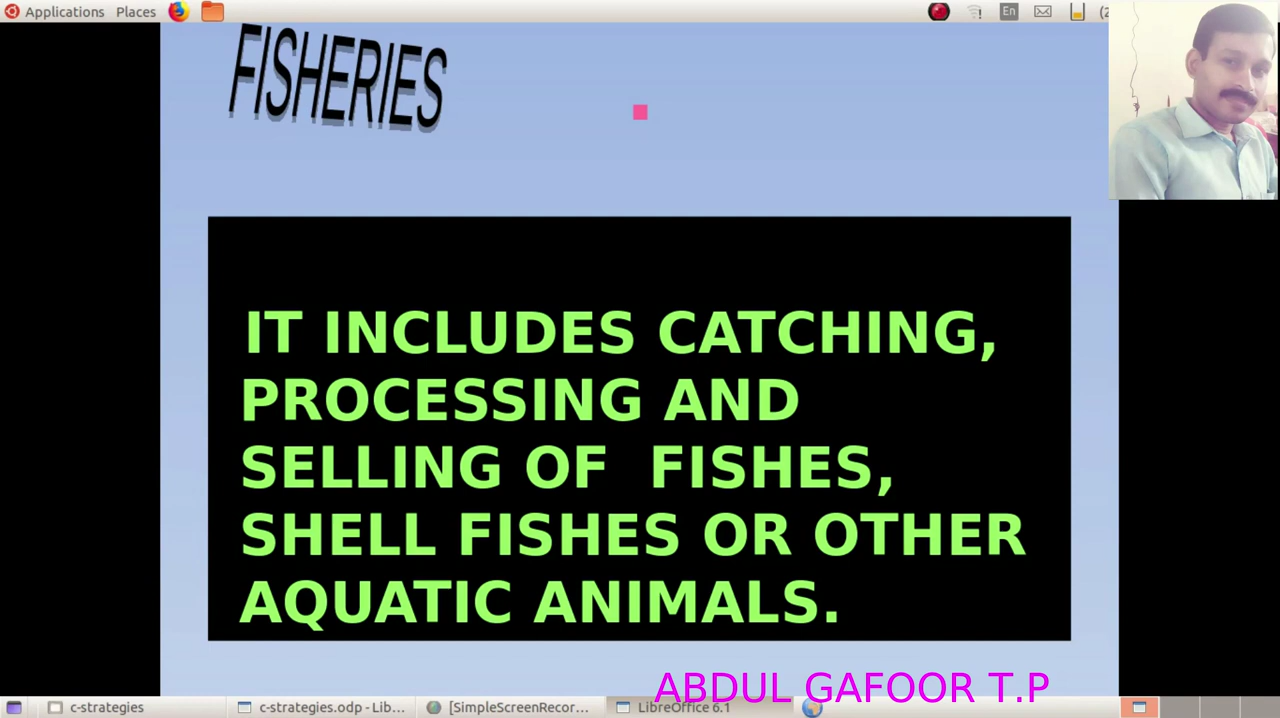 Applications Places En (2
FISHERIES
IT INCLUDES CATCHING,
PROCESSING AND
SELLING OF FISHES,
SHELL FISHES OR OTHER
AQUATIC ANIMALS.
ABDUL GAFOOR T.P
c-strategies c-strategies.odp - Lib... [SimpleScreenRecor... LibreOffice 6.1